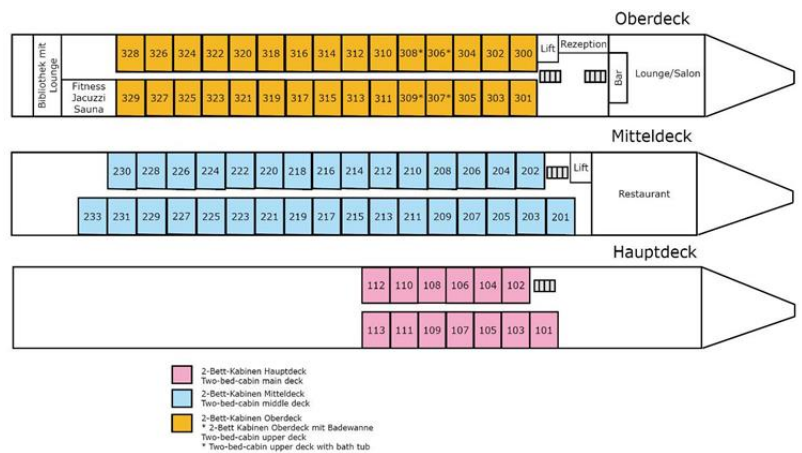 Oberdeck
328 326 324 322 320 318 316 314 312 310 308* 306* 304 302 300
Lift
Rezeption
Bibliothek mit
Lounge
Fitness
Jacuzzi
Sauna
Bar
Lounge/Salon
329 327 325 323 321 319 317 315 313 311 309* 307* 305 303 301
Mitteldeck
230 228 226 224 222 220 218 216 214 212 210 208 206 204 202
Lift
Restaurant
233 231 229 227 225 223 221 219 217 215 213 211 209 207 205 203 201
Hauptdeck
112 110 108 106 104 102
113 111 109 107 105 103 101
2-Bett-Kabinen Hauptdeck
Two-bed-cabin main deck
2-Bett-Kabinen Mitteldeck
Two-bed-cabin middle deck
2-Bett-Kabinen Oberdeck
* 2-Bett Kabinen Oberdeck mit Badewanne
Two-bed-cabin upper deck
* Two-bed-cabin upper deck with bath tub